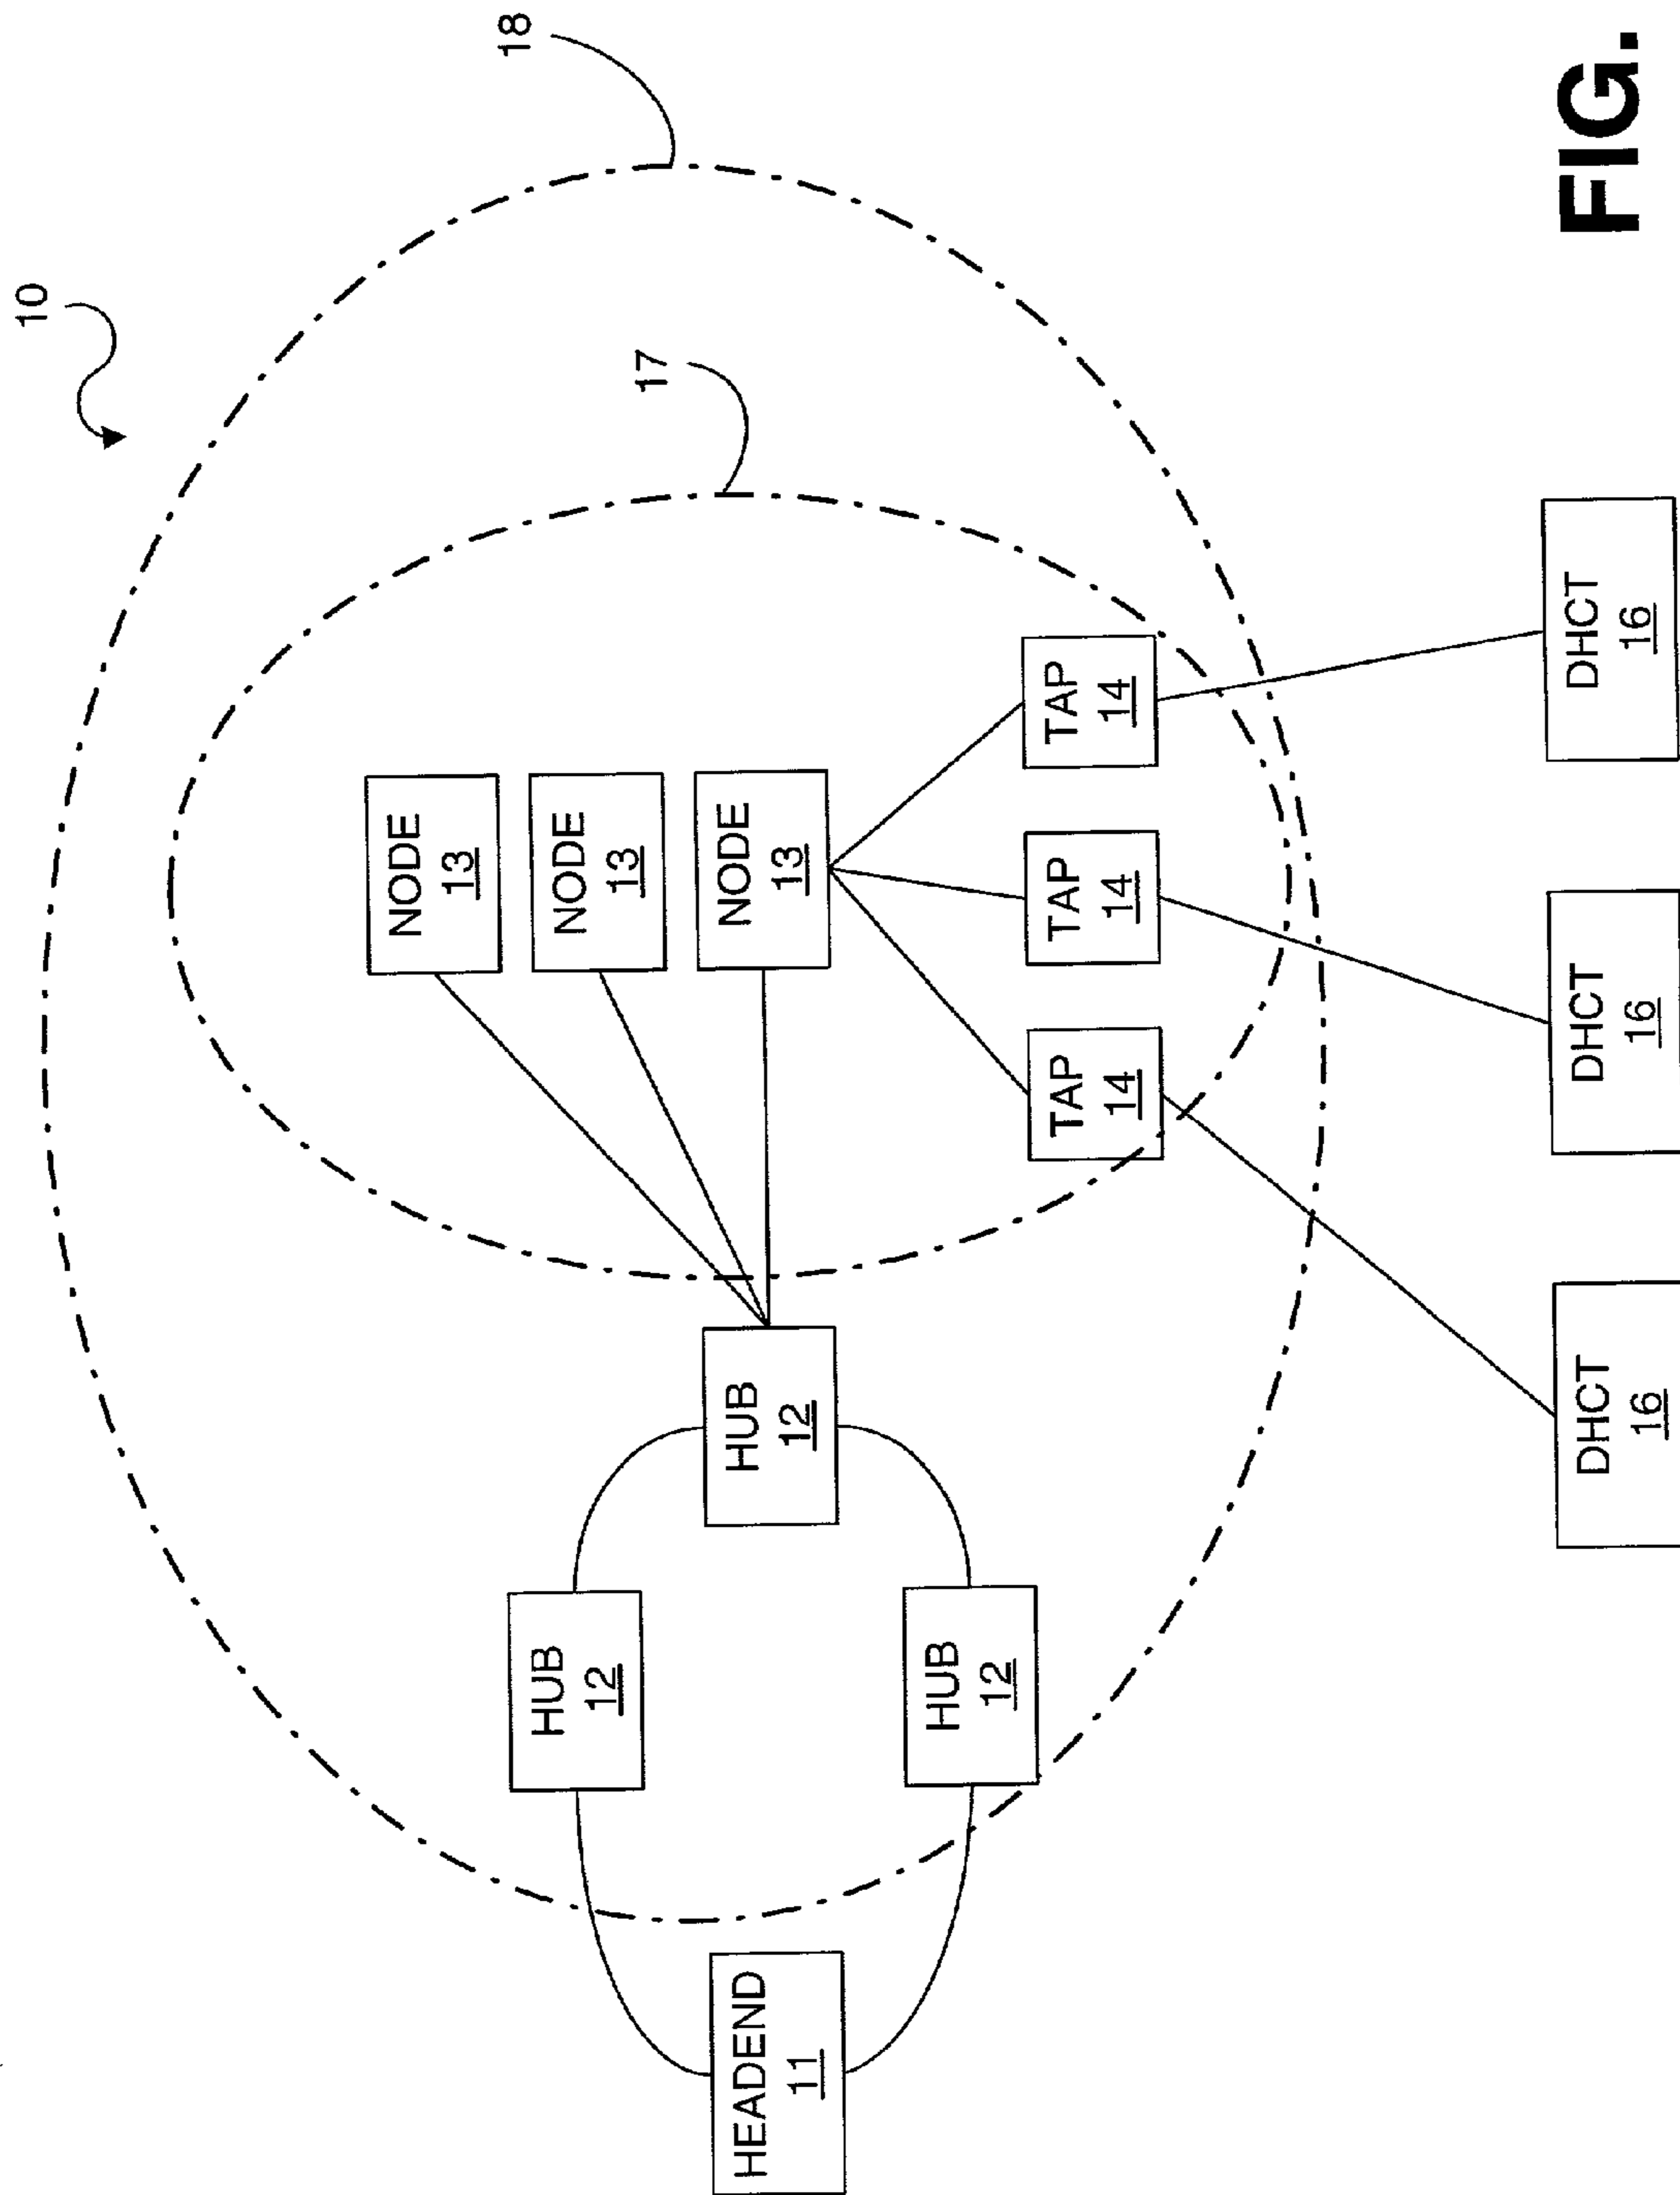 10
18
17
HEADEND
11
HUB
12
HUB
12
HUB
12
NODE
13
NODE
13
NODE
13
TAP
14
TAP
14
TAP
14
DHCT
16
DHCT
16
DHCT
16
FIG.